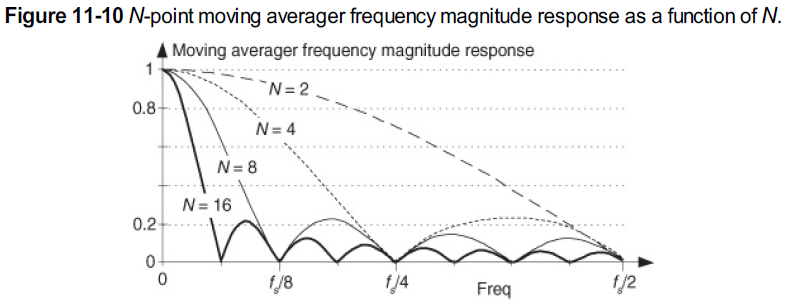 Figure 11-10 N-point moving averager frequency magnitude response as a function of N.
Moving averager frequency magnitude response
1
N = 2
0.8
N = 4
N = 8
N = 16
0.2
0
0 fs/8 fs/4 Freq fs/2